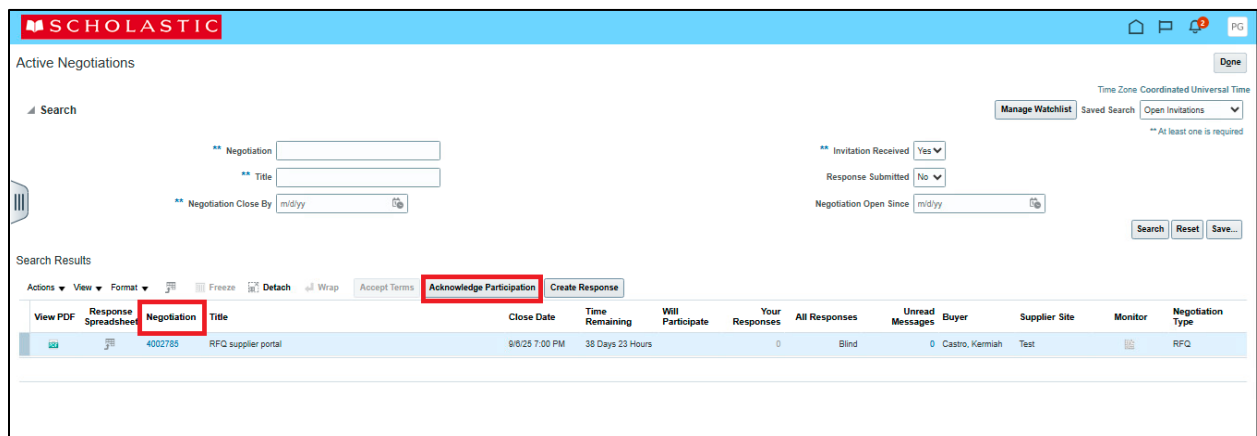 SCHOLASTIC
2
PG
Active Negotiations
Done
Time Zone Coordinated Universal Time
Search
Manage Watchlist Saved Search Open Invitations
** At least one is required
** Negotiation
** Invitation Received Yes
** Title
Response Submitted No
** Negotiation Close By m/d/yy
Negotiation Open Since m/d/yy
Search Reset Save...
Search Results
Actions View Format Freeze Detach Wrap Accept Terms Acknowledge Participation Create Response
View PDF Response Spreadsheet Negotiation Title Close Date Time Remaining Will Participate Your Responses All Responses Unread Messages Buyer Supplier Site Monitor Negotiation Type
4002785 RFQ supplier portal 9/6/25 7:00 PM 38 Days 23 Hours 0 Blind 0 Castro, Kermiah Test RFQ